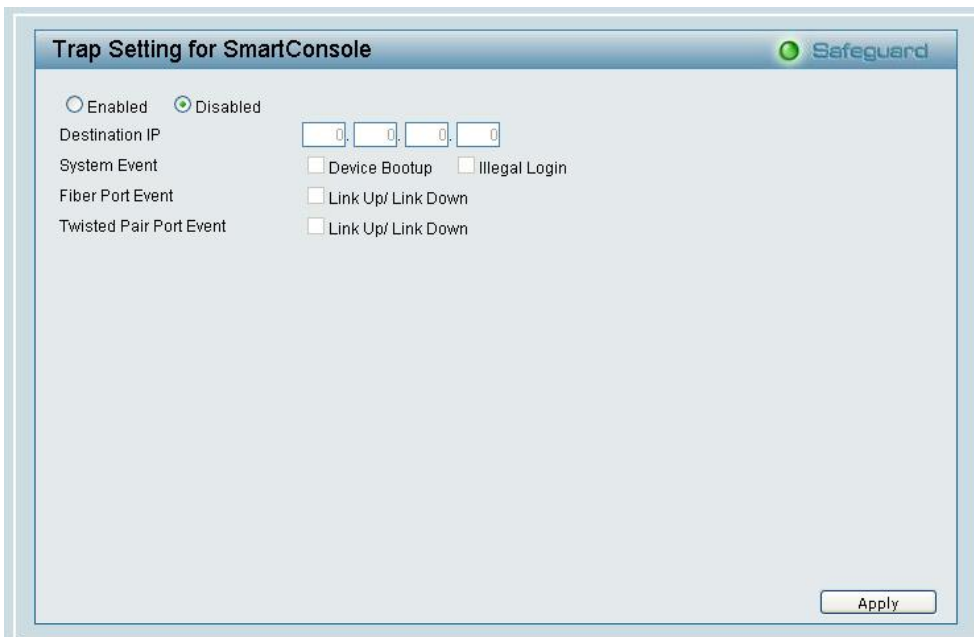 Trap Setting for SmartConsole Safeguard
Enabled Disabled
Destination IP 0. 0. 0. 0
System Event Device Bootup Illegal Login
Fiber Port Event Link Up/ Link Down
Twisted Pair Port Event Link Up/ Link Down
Apply